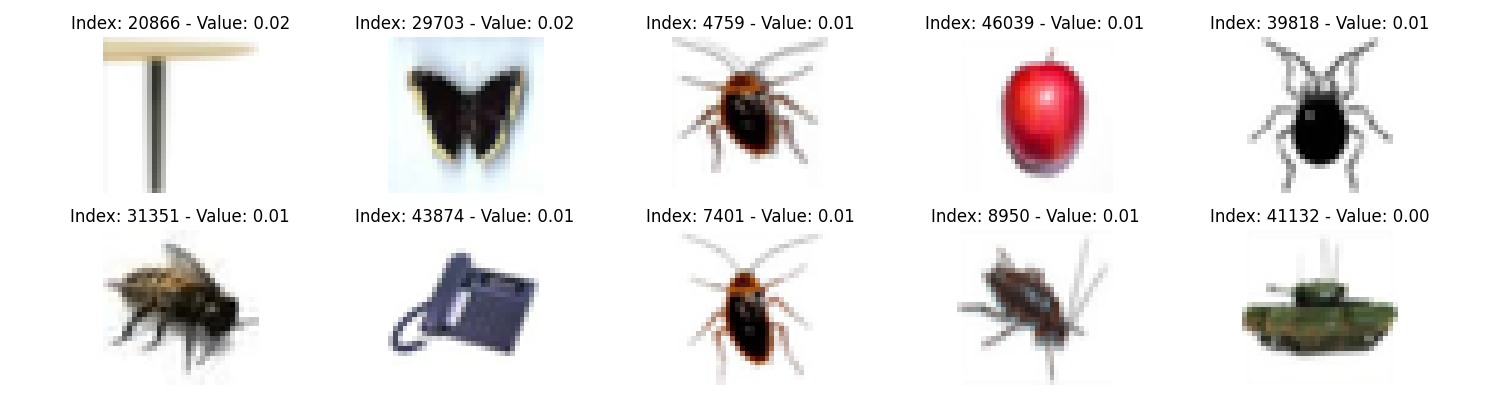 Index: 20866 - Value: 0.02
Index: 29703 - Value: 0.02
Index: 4759 - Value: 0.01
Index: 46039 - Value: 0.01
Index: 39818 - Value: 0.01
Index: 31351 - Value: 0.01
Index: 43874 - Value: 0.01
Index: 7401 - Value: 0.01
Index: 8950 - Value: 0.01
Index: 41132 - Value: 0.00